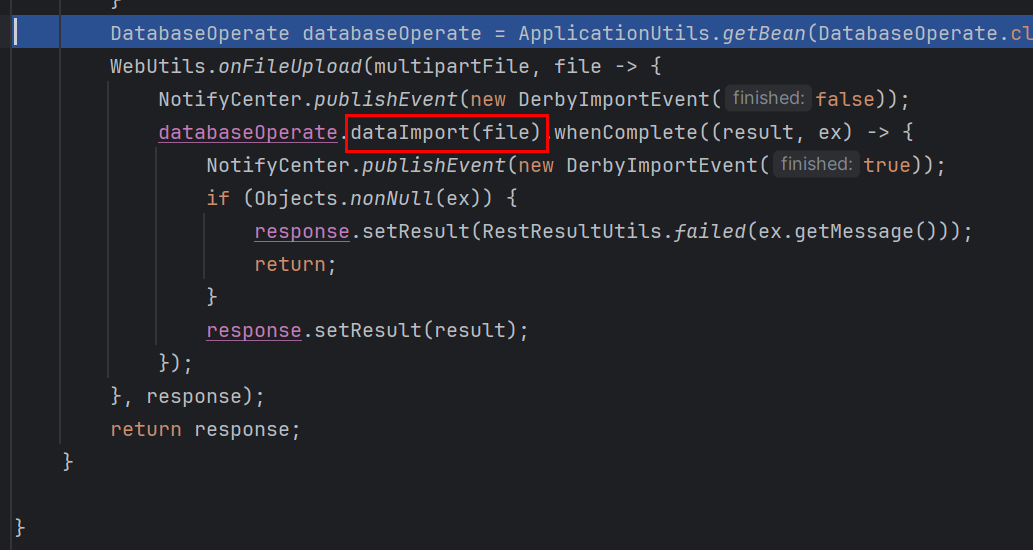 }
DatabaseOperate databaseOperate = ApplicationUtils.getBean(DatabaseOperate.cl
WebUtils.onFileUpload(multipartFile, file -> {
NotifyCenter.publishEvent(new DerbyImportEvent( finished: false));
databaseOperate.dataImport(file).whenComplete((result, ex) -> {
NotifyCenter.publishEvent(new DerbyImportEvent( finished: true));
if (Objects.nonNull(ex)) {
response.setResult(RestResultUtils.failed(ex.getMessage()));
return;
}
response.setResult(result);
});
}, response);
return response;
}
}